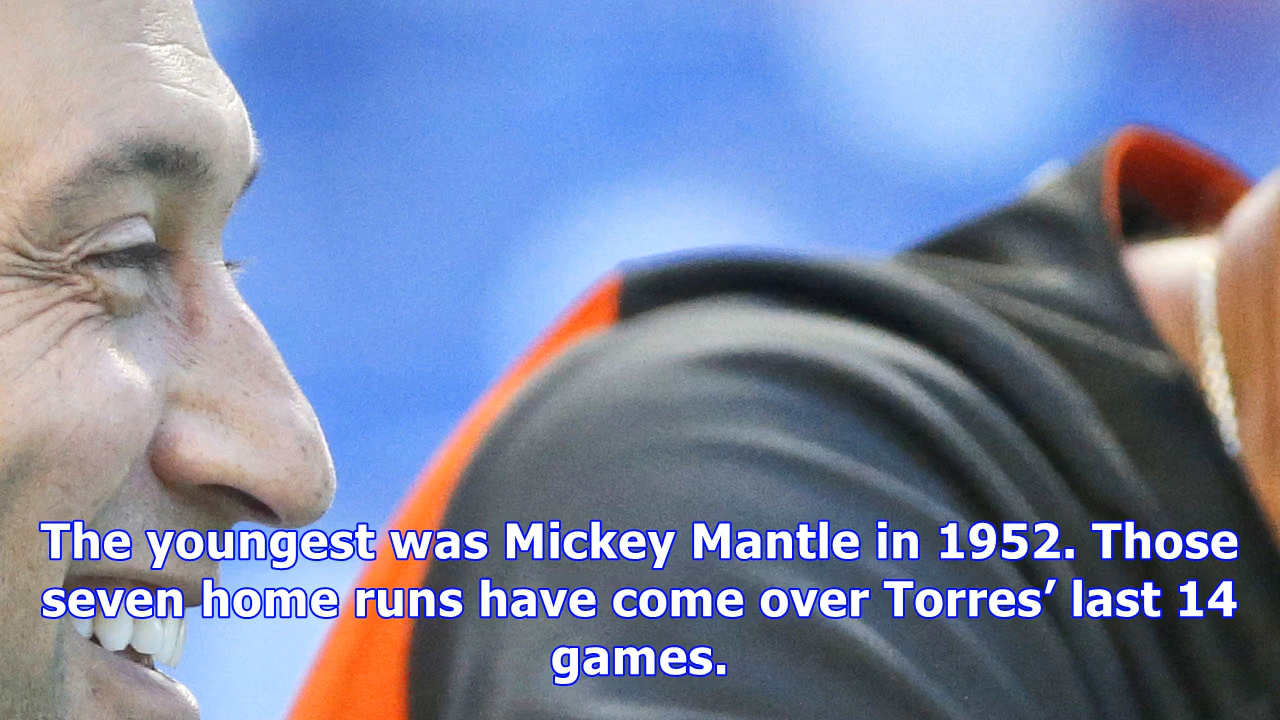 The youngest was Mickey Mantle in 1952. Those
seven home runs have come over Torres’ last 14
games.